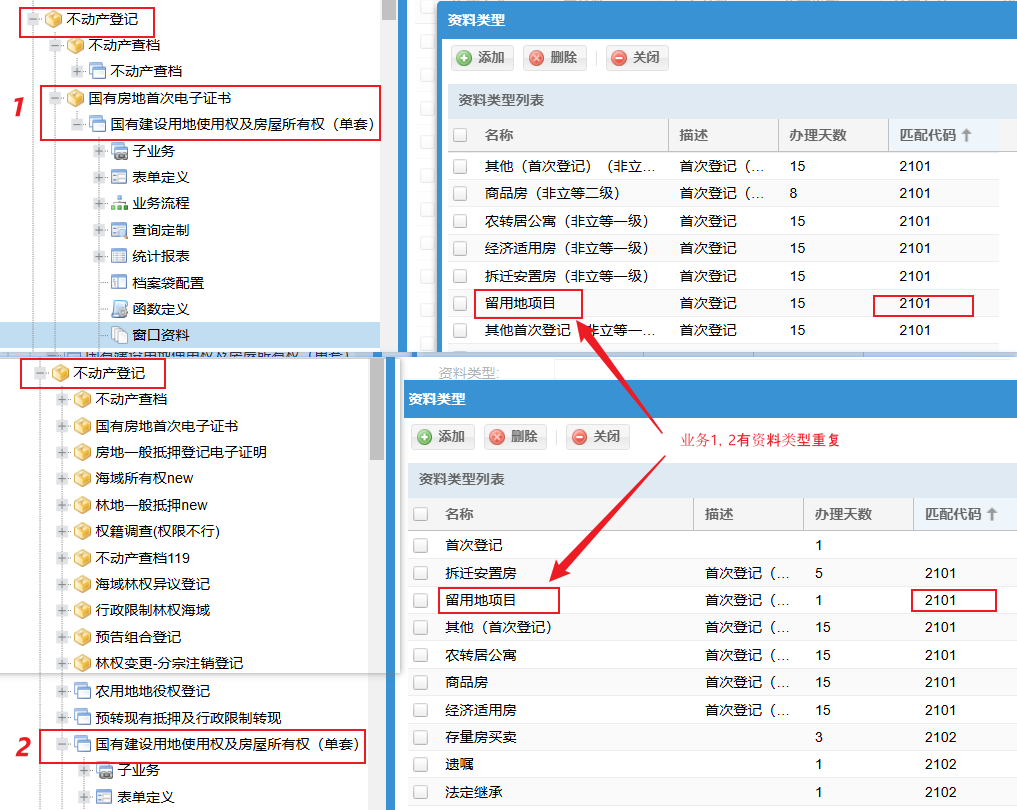 不动产登记
不动产查档
不动产查档
1
国有房地首次电子证书
国有建设用地使用权及房屋所有权（单套）
子业务
表单定义
业务流程
查询定制
统计报表
档案袋配置
函数定义
窗口资料
资料类型
添加 删除 关闭
资料类型列表
名称 描述 办理天数 匹配代码
其他（首次登记）（非立... 首次登记（... 15 2101
商品房（非立等二级） 首次登记（... 8 2101
农转居公寓（非立等一级） 首次登记 15 2101
经济适用房（非立等一级） 首次登记 15 2101
拆迁安置房（非立等一级） 首次登记 15 2101
留用地项目 首次登记 15 2101
其他首次登记（非立等一... 首次登记 15 2101
国有建设用地使用权及房屋所有权（单套）
不动产登记
不动产查档
国有房地首次电子证书
房地一般抵押登记电子证明
海域所有权new
林地一般抵押new
权籍调查(权限不行)
不动产查档119
海域林权异议登记
行政限制林权海域
预告组合登记
林权变更-分宗注销登记
农用地地役权登记
预转现有抵押及行政限制转现
2
国有建设用地使用权及房屋所有权（单套）
子业务
表单定义
资料类型:
资料类型
添加 删除 关闭
业务1, 2有资料类型重复
资料类型列表
名称 描述 办理天数 匹配代码
首次登记 1
拆迁安置房 首次登记（... 5 2101
留用地项目 首次登记（... 1 2101
其他（首次登记） 首次登记（... 15 2101
农转居公寓 首次登记（... 15 2101
商品房 首次登记（... 15 2101
经济适用房 首次登记（... 15 2101
存量房买卖 3 2102
遗嘱 1 2102
法定继承 1 2102